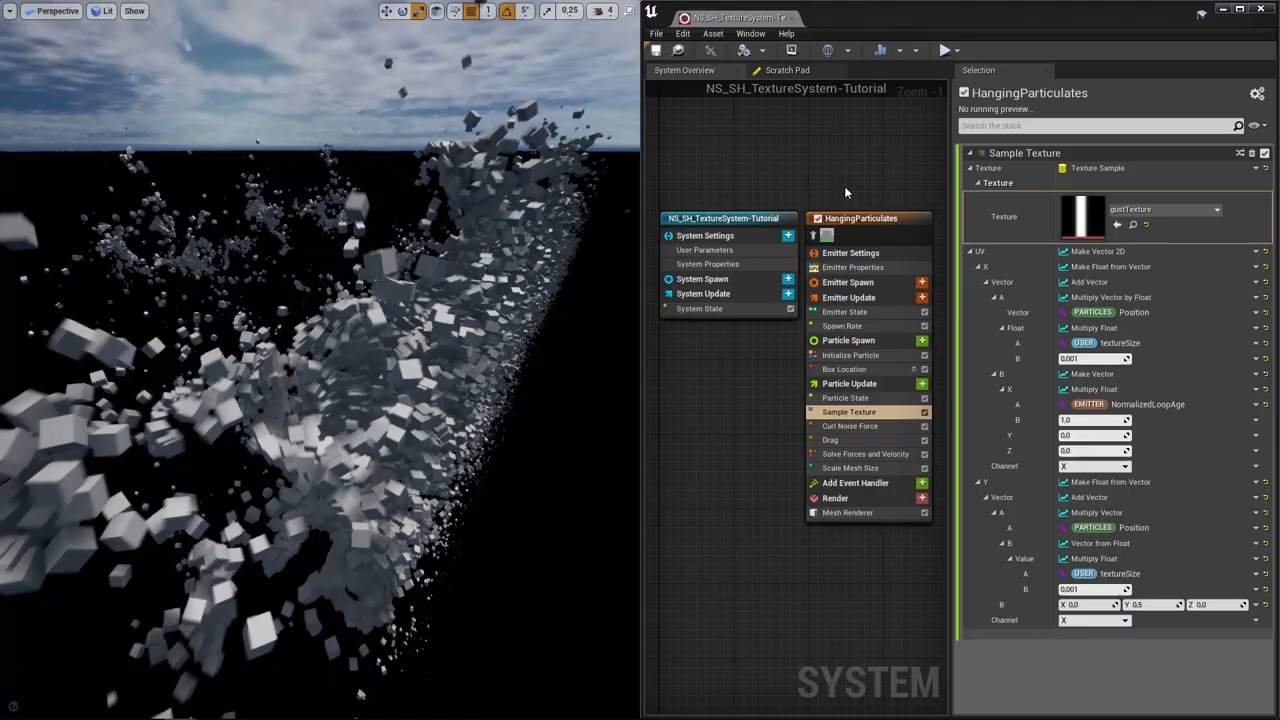 Perspective Lit Show 5° 0,25 4
NS_SH_TextureSystem-T
File Edit Asset Window Help
System Overview Scratch Pad
NS_SH_TextureSystem-Tutorial Zoom -1
NS_SH_TextureSystem-Tutorial
System Settings
User Parameters
System Properties
System Spawn
System Update
System State
HangingParticulates
Emitter Settings
Emitter Properties
Emitter Spawn
Emitter Update
Emitter State
Spawn Rate
Particle Spawn
Initialize Particle
Box Location
Particle Update
Particle State
Sample Texture
Curl Noise Force
Drag
Solve Forces and Velocity
Scale Mesh Size
Add Event Handler
Render
Mesh Renderer
SYSTEM
Selection
HangingParticulates
No running preview...
Search the stack
Sample Texture
Texture Texture Sample
Texture
Texture gustTexture
UV Make Vector 2D
X Make Float from Vector
Vector Add Vector
A Multiply Vector by Float
Vector PARTICLES Position
Float Multiply Float
A USER textureSize
B 0,001
B Make Vector
X Multiply Float
A EMITTER NormalizedLoopAge
B 1,0
Y 0,0
Z 0,0
Channel X
Y Make Float from Vector
Vector Add Vector
A Multiply Vector
A PARTICLES Position
B Vector from Float
Value Multiply Float
A USER textureSize
B 0,001
B X 0,0 Y 0,5 Z 0,0
Channel X